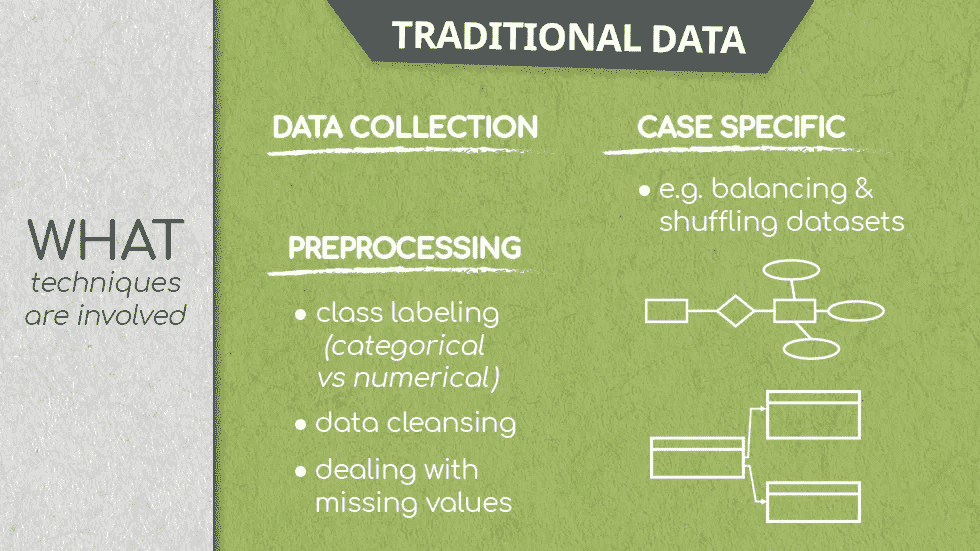 TRADITIONAL DATA
WHAT
techniques
are involved
DATA COLLECTION
PREPROCESSING
• class labeling
(categorical
vs numerical)
• data cleansing
• dealing with
missing values
CASE SPECIFIC
• e.g. balancing &
shuffling datasets